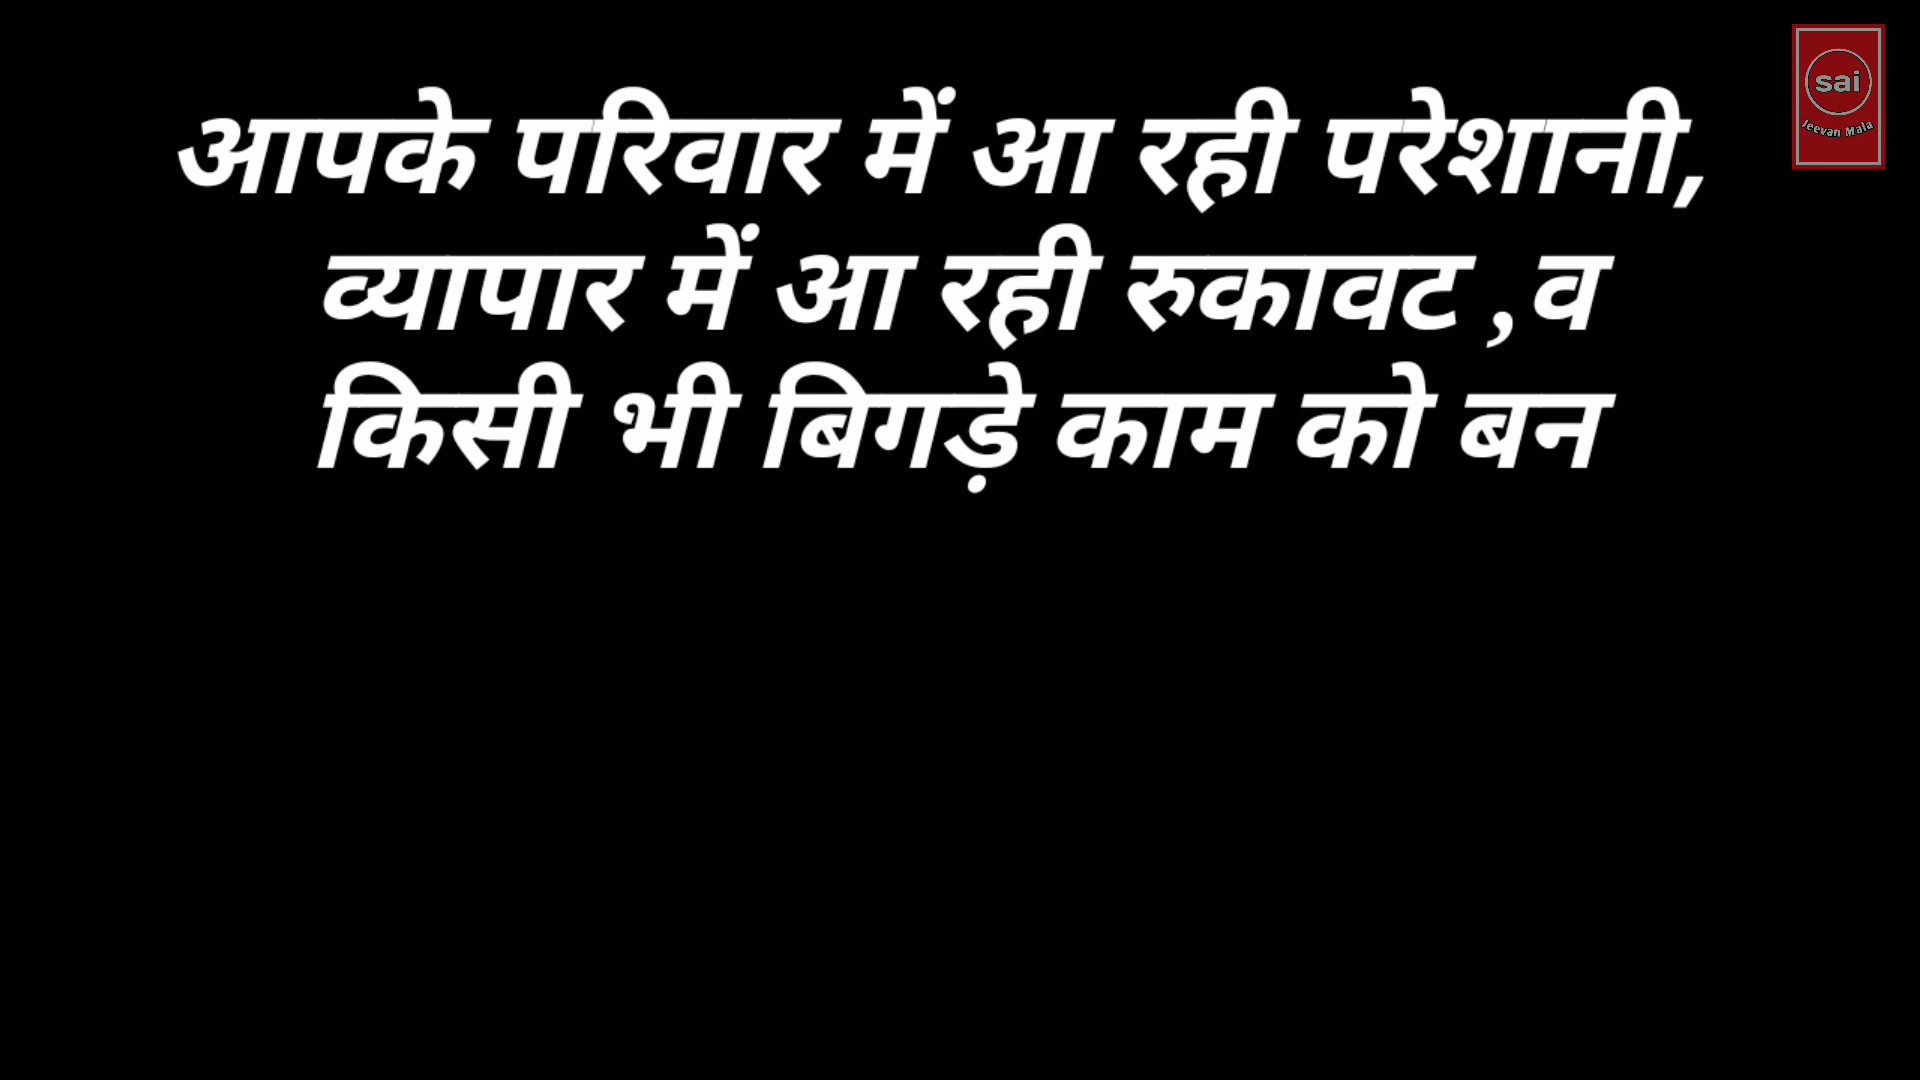 आपके परिवार में आ रही परेशानी,
व्यापार में आ रही रुकावट ,व
किसी भी बिगड़े काम को बन
sai
Jeevan Mala